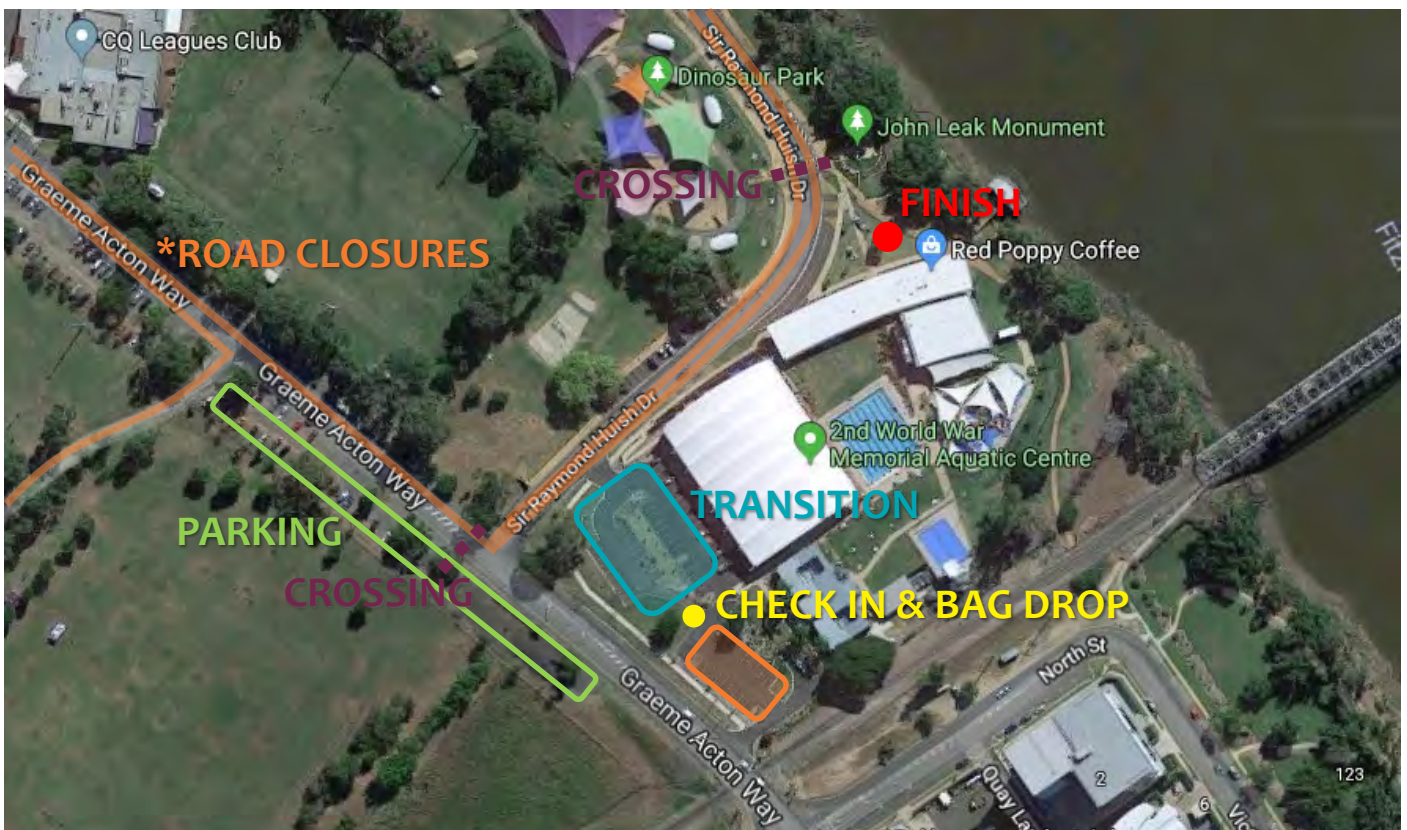 CQ Leagues Club
Sir Raymond Huish Dr
Dinosaur Park
John Leak Monument
CROSSING
FINISH
Graeme Acton Way
*ROAD CLOSURES
Red Poppy Coffee
Graeme Acton Way
Sir Raymond Huish Dr
2nd World War
Memorial Aquatic Centre
TRANSITION
PARKING
CROSSING
CHECK IN & BAG DROP
North St
Graeme Acton Way
2
123
6